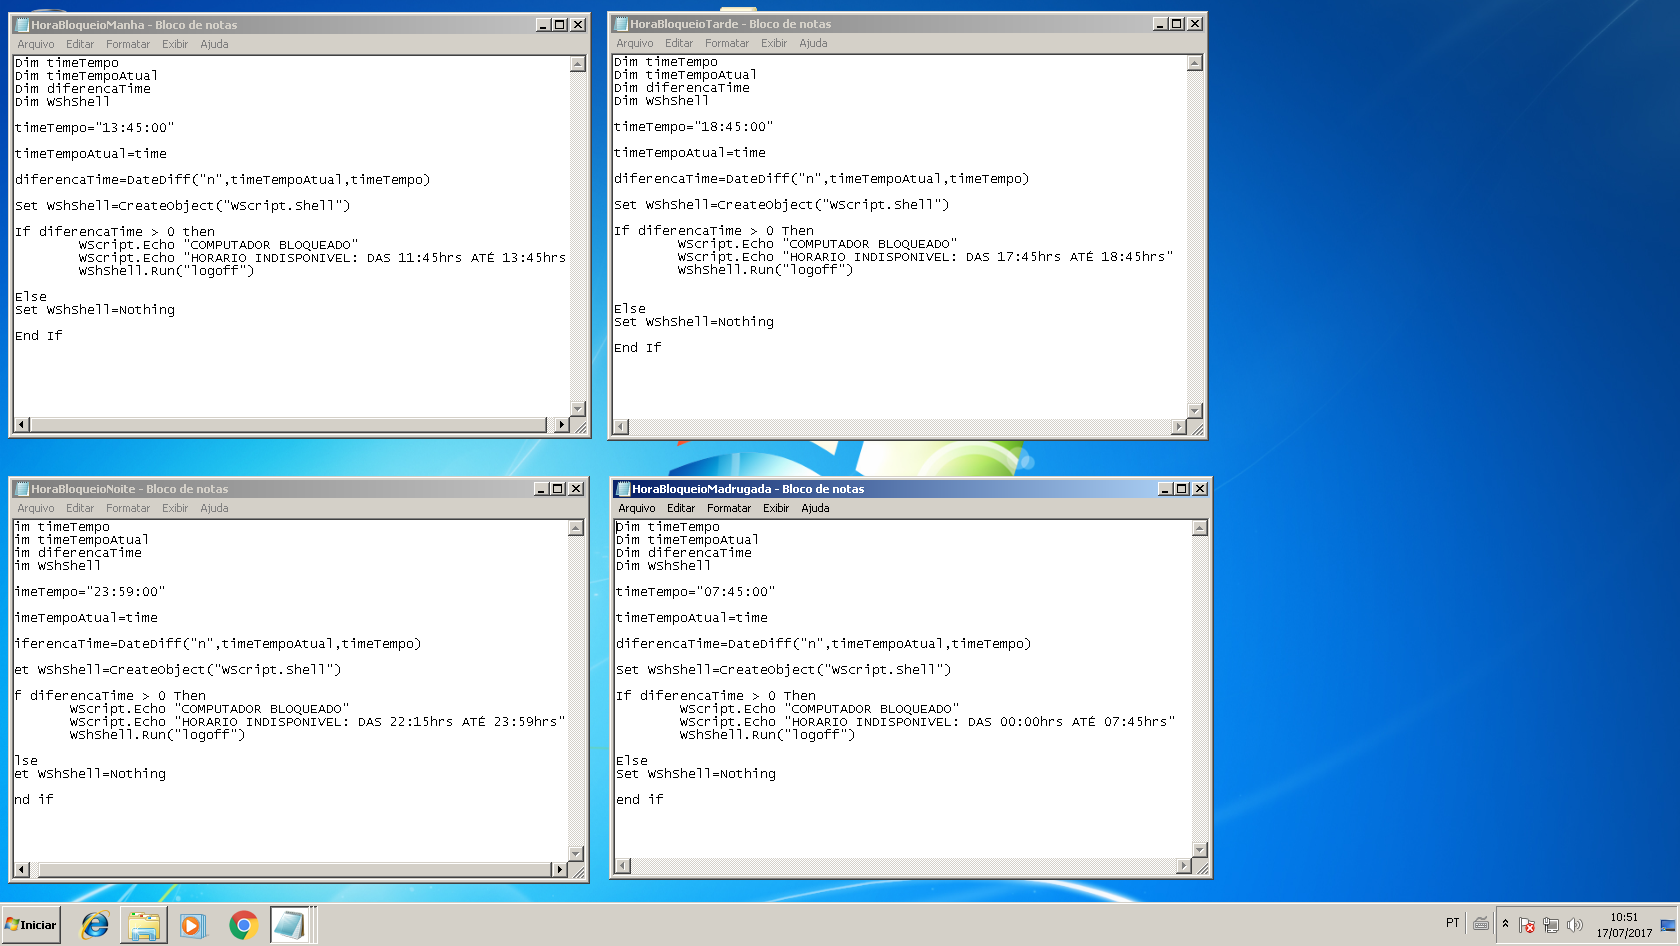 HoraBloqueioManha - Bloco de notas
Arquivo Editar Formatar Exibir Ajuda
Dim timeTempo
Dim timeTempoAtual
Dim diferencaTime
Dim WShShell
timeTempo="13:45:00"
timeTempoAtual=time
diferencaTime=DateDiff("n",timeTempoAtual,timeTempo)
Set WShShell=CreateObject("WScript.Shell")
If diferencaTime > 0 then
WScript.Echo "COMPUTADOR BLOQUEADO"
WScript.Echo "HORARIO INDISPONIVEL: DAS 11:45hrs ATÉ 13:45hrs
WShShell.Run("logoff")
Else
Set WShShell=Nothing
End If
HoraBloqueioTarde - Bloco de notas
Arquivo Editar Formatar Exibir Ajuda
Dim timeTempo
Dim timeTempoAtual
Dim diferencaTime
Dim WShShell
timeTempo="18:45:00"
timeTempoAtual=time
diferencaTime=DateDiff("n",timeTempoAtual,timeTempo)
Set WShShell=CreateObject("WScript.Shell")
If diferencaTime > 0 Then
WScript.Echo "COMPUTADOR BLOQUEADO"
WScript.Echo "HORARIO INDISPONIVEL: DAS 17:45hrs ATÉ 18:45hrs"
WShShell.Run("logoff")
Else
Set WShShell=Nothing
End If
HoraBloqueioNoite - Bloco de notas
Arquivo Editar Formatar Exibir Ajuda
im timeTempo
im timeTempoAtual
im diferencaTime
im WShShell
imeTempo="23:59:00"
imeTempoAtual=time
iferencaTime=DateDiff("n",timeTempoAtual,timeTempo)
et WShShell=CreateObject("WScript.Shell")
f diferencaTime > 0 Then
WScript.Echo "COMPUTADOR BLOQUEADO"
WScript.Echo "HORARIO INDISPONIVEL: DAS 22:15hrs ATÉ 23:59hrs"
WShShell.Run("logoff")
lse
et WShShell=Nothing
nd if
HoraBloqueioMadrugada - Bloco de notas
Arquivo Editar Formatar Exibir Ajuda
Dim timeTempo
Dim timeTempoAtual
Dim diferencaTime
Dim WShShell
timeTempo="07:45:00"
timeTempoAtual=time
diferencaTime=DateDiff("n",timeTempoAtual,timeTempo)
Set WShShell=CreateObject("WScript.Shell")
If diferencaTime > 0 Then
WScript.Echo "COMPUTADOR BLOQUEADO"
WScript.Echo "HORARIO INDISPONIVEL: DAS 00:00hrs ATÉ 07:45hrs"
WShShell.Run("logoff")
Else
Set WShShell=Nothing
end if
Iniciar
PT
10:51
17/07/2017